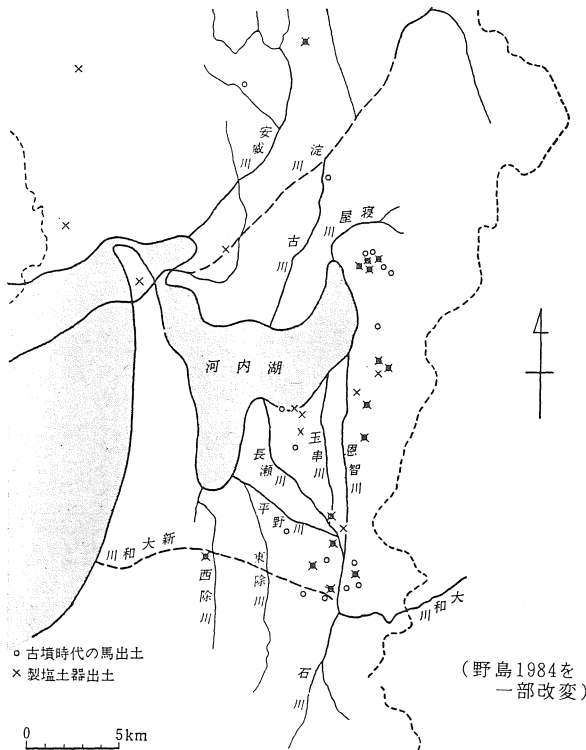 安威川
淀川
寝屋川
古川
河内湖
玉串川
恩智川
長瀬川
平野川
新大和川
西除川
東除川
大和川
石川
○ 古墳時代の馬出土
× 製塩土器出土
0 5km
(野島1984を
一部改変)